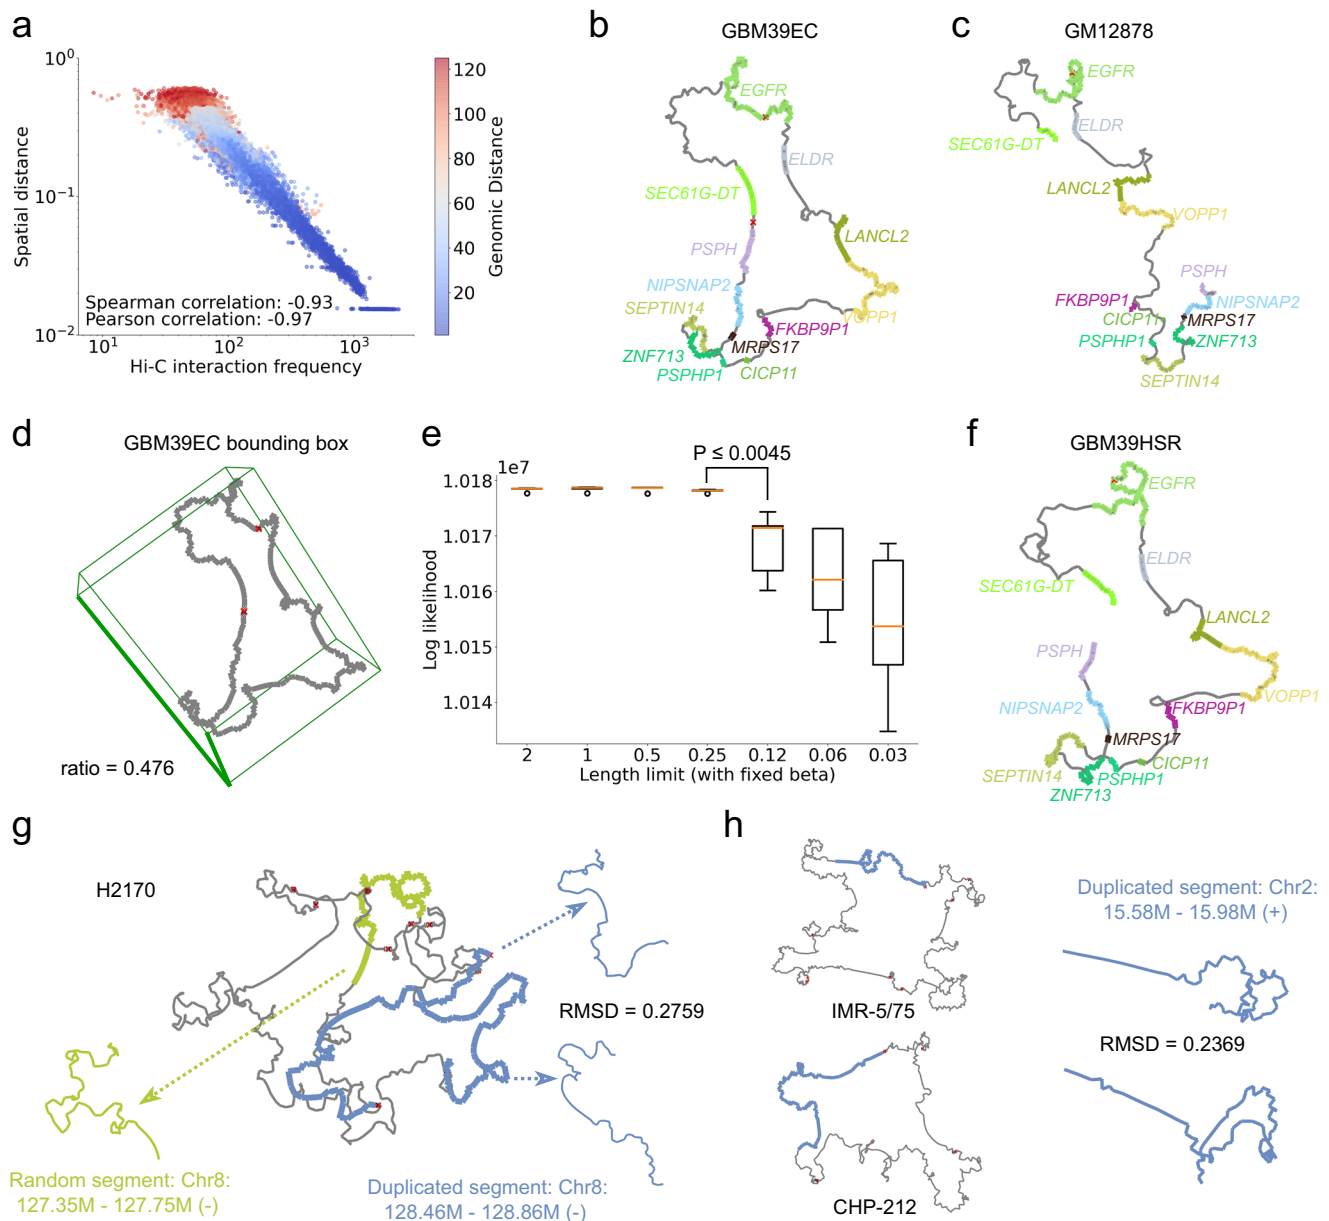 a
10^0
10^-1
10^-2
Spatial distance
Spearman correlation: -0.93
Pearson correlation: -0.97
10^1
10^2
10^3
Hi-C interaction frequency
120
100
80
60
40
20
Genomic Distance
b
GBM39EC
EGFR
ELDR
SEC61G-DT
PSPH
LANCL2
NIPSNAP2
SEPTIN14
VOPP1
FKBP9P1
MRPS17
ZNF713
CICP11
PSPHP1
c
GM12878
EGFR
ELDR
SEC61G-DT
LANCL2
VOPP1
PSPH
FKBP9P1
NIPSNAP2
CICP11
MRPS17
PSPHP1
ZNF713
SEPTIN14
d
GBM39EC bounding box
ratio = 0.476
e
P ≤ 0.0045
1e7
1.018
1.017
1.016
1.015
1.014
Log likelihood
2
1
0.5
0.25
0.12
0.06
0.03
Length limit (with fixed beta)
f
GBM39HSR
EGFR
ELDR
SEC61G-DT
LANCL2
PSPH
VOPP1
NIPSNAP2
FKBP9P1
MRPS17
CICP11
SEPTIN14
PSPHP1
ZNF713
g
H2170
RMSD = 0.2759
Random segment: Chr8:
127.35M - 127.75M (-)
Duplicated segment: Chr8:
128.46M - 128.86M (-)
h
IMR-5/75
CHP-212
Duplicated segment: Chr2:
15.58M - 15.98M (+)
RMSD = 0.2369